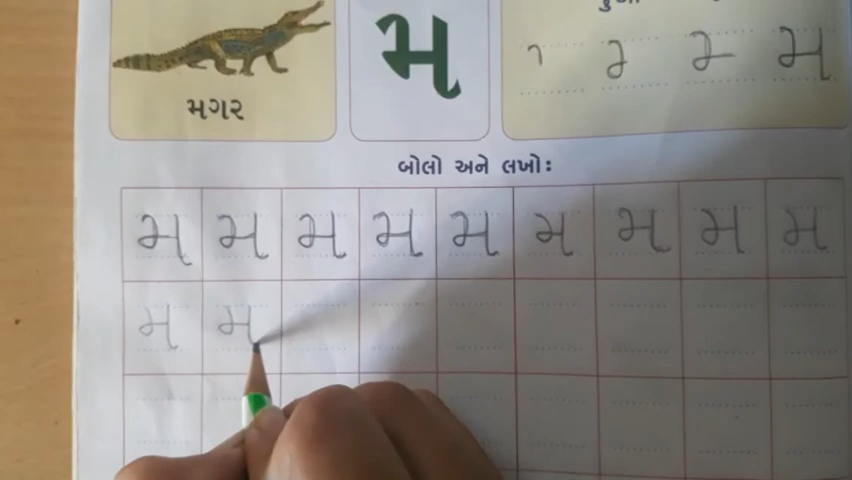 મ
મ
મગર
બોલો અને લખો:
મ મ મ મ મ મ મ મ મ
મ મ